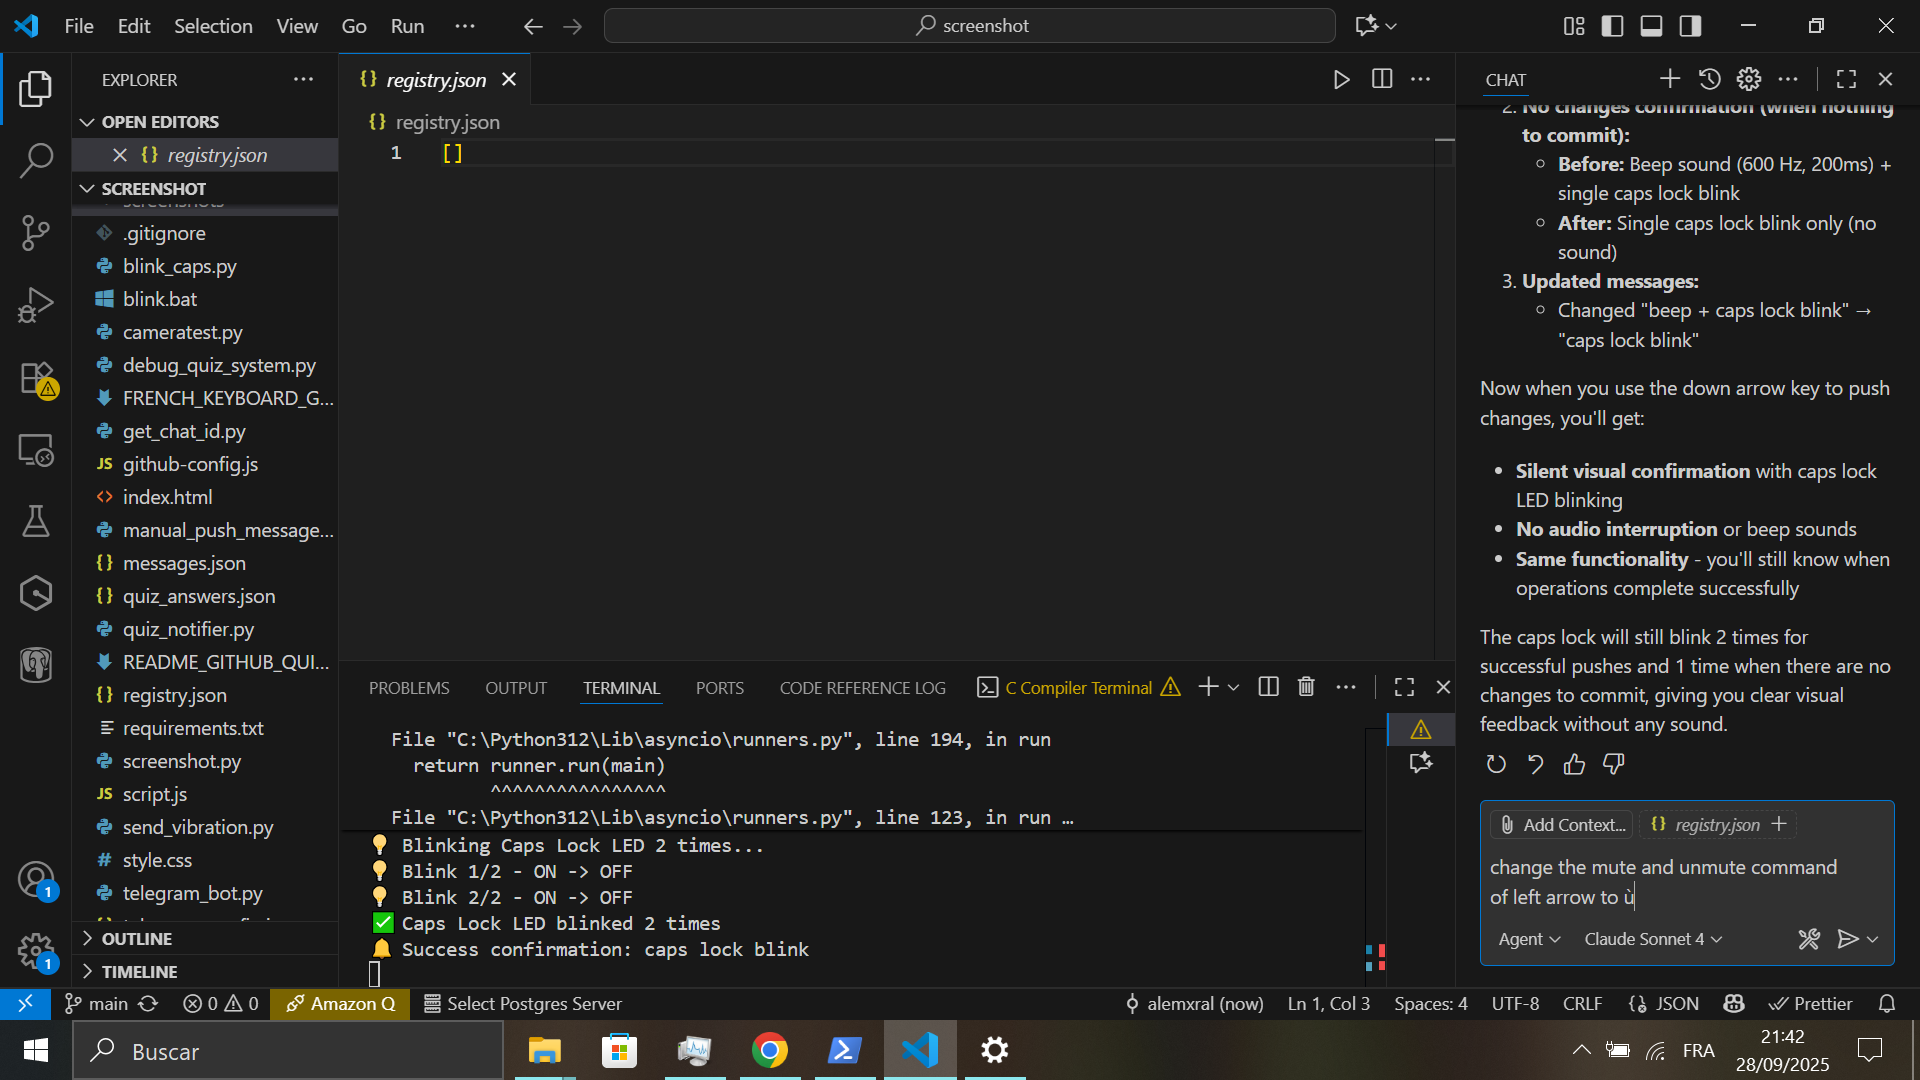 File Edit Selection View Go Run
screenshot
EXPLORER
OPEN EDITORS
registry.json
SCREENSHOT
screenshots
.gitignore
blink_caps.py
blink.bat
cameratest.py
debug_quiz_system.py
FRENCH_KEYBOARD_G...
get_chat_id.py
JS github-config.js
index.html
manual_push_message...
{} messages.json
{} quiz_answers.json
quiz_notifier.py
README_GITHUB_QUI...
{} registry.json
requirements.txt
screenshot.py
JS script.js
send_vibration.py
# style.css
telegram_bot.py
OUTLINE
TIMELINE
{} registry.json
{} registry.json
1 []
PROBLEMS OUTPUT TERMINAL PORTS CODE REFERENCE LOG C Compiler Terminal
File "C:\Python312\Lib\asyncio\runners.py", line 194, in run
return runner.run(main)
^^^^^^^^^^^^^^^^
File "C:\Python312\Lib\asyncio\runners.py", line 123, in run …
💡 Blinking Caps Lock LED 2 times...
💡 Blink 1/2 - ON -> OFF
💡 Blink 2/2 - ON -> OFF
✅ Caps Lock LED blinked 2 times
🔔 Success confirmation: caps lock blink
CHAT
2. No changes confirmation (when nothing
to commit):
Before: Beep sound (600 Hz, 200ms) +
single caps lock blink
After: Single caps lock blink only (no
sound)
3. Updated messages:
Changed "beep + caps lock blink" →
"caps lock blink"
Now when you use the down arrow key to push
changes, you'll get:
• Silent visual confirmation with caps lock
LED blinking
• No audio interruption or beep sounds
• Same functionality - you'll still know when
operations complete successfully
The caps lock will still blink 2 times for
successful pushes and 1 time when there are no
changes to commit, giving you clear visual
feedback without any sound.
Add Context... {} registry.json +
change the mute and unmute command
of left arrow to ù
Agent Claude Sonnet 4
1
1
main 0 0 Amazon Q Select Postgres Server alemxral (now) Ln 1, Col 3 Spaces: 4 UTF-8 CRLF {} JSON Prettier
Buscar
FRA
21:42
28/09/2025